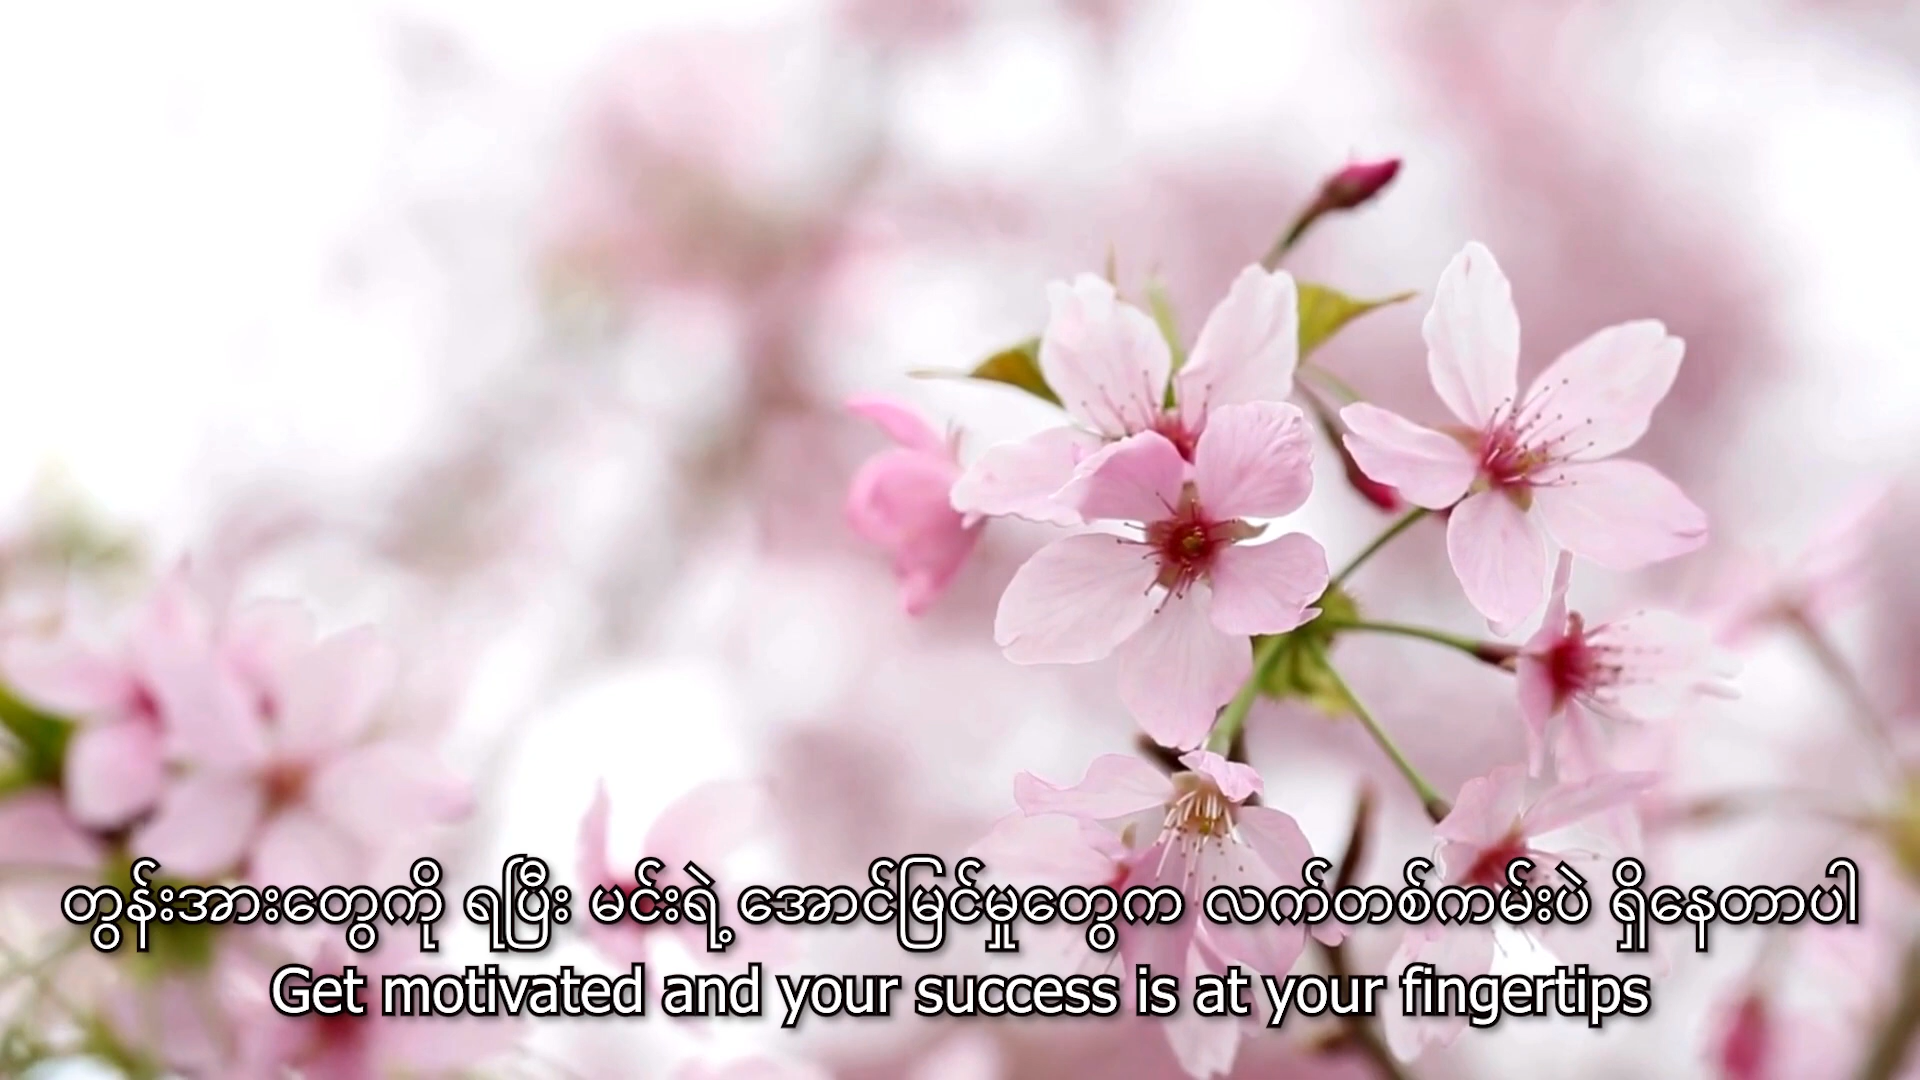 တွန်းအားတွေကို ရပြီး မင်းရဲ့ အောင်မြင်မှုတွေက လက်တစ်ကမ်းပဲ ရှိနေတာပါ
Get motivated and your success is at your fingertips